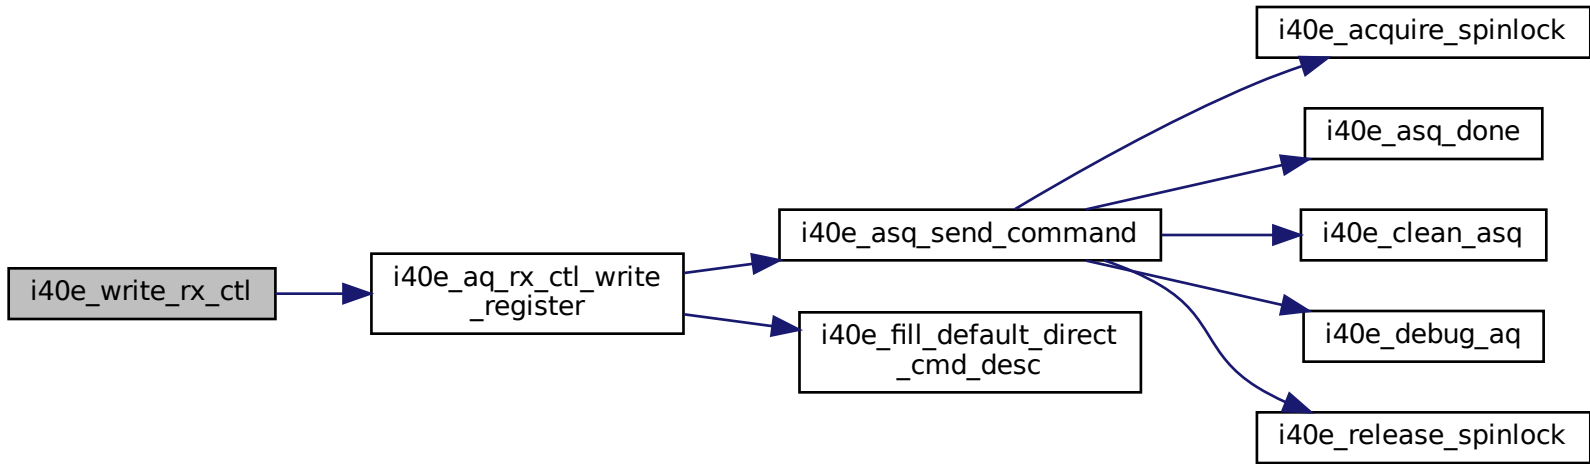 i40e_write_rx_ctl
i40e_aq_rx_ctl_write
_register
i40e_asq_send_command
i40e_fill_default_direct
_cmd_desc
i40e_acquire_spinlock
i40e_asq_done
i40e_clean_asq
i40e_debug_aq
i40e_release_spinlock